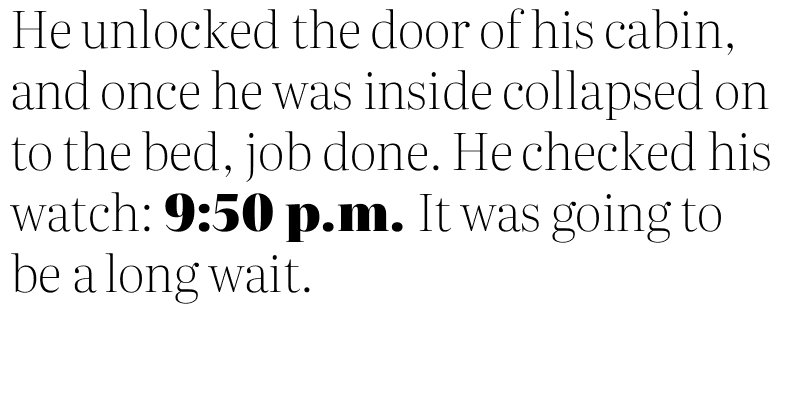 He unlocked the door of his cabin,
and once he was inside collapsed on
to the bed, job done. He checked his
watch: 9:50 p.m. It was going to
be a long wait.